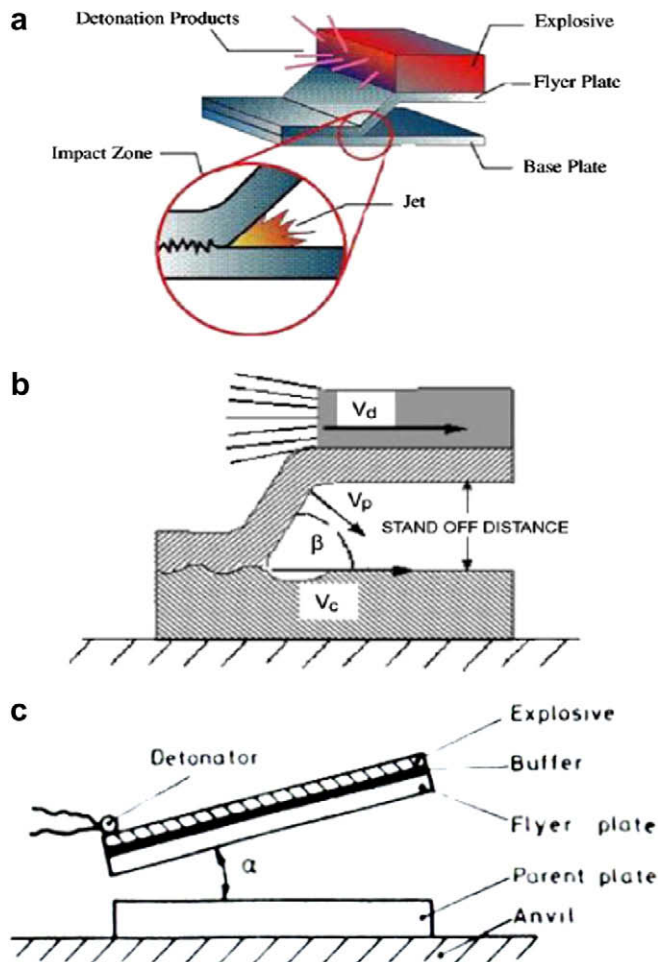 a
Detonation Products
Explosive
Flyer Plate
Impact Zone
Base Plate
Jet
b
Vd
Vp
STAND OFF DISTANCE
β
Vc
c
Explosive
Detonator
Buffer
Flyer plate
α
Parent plate
Anvil